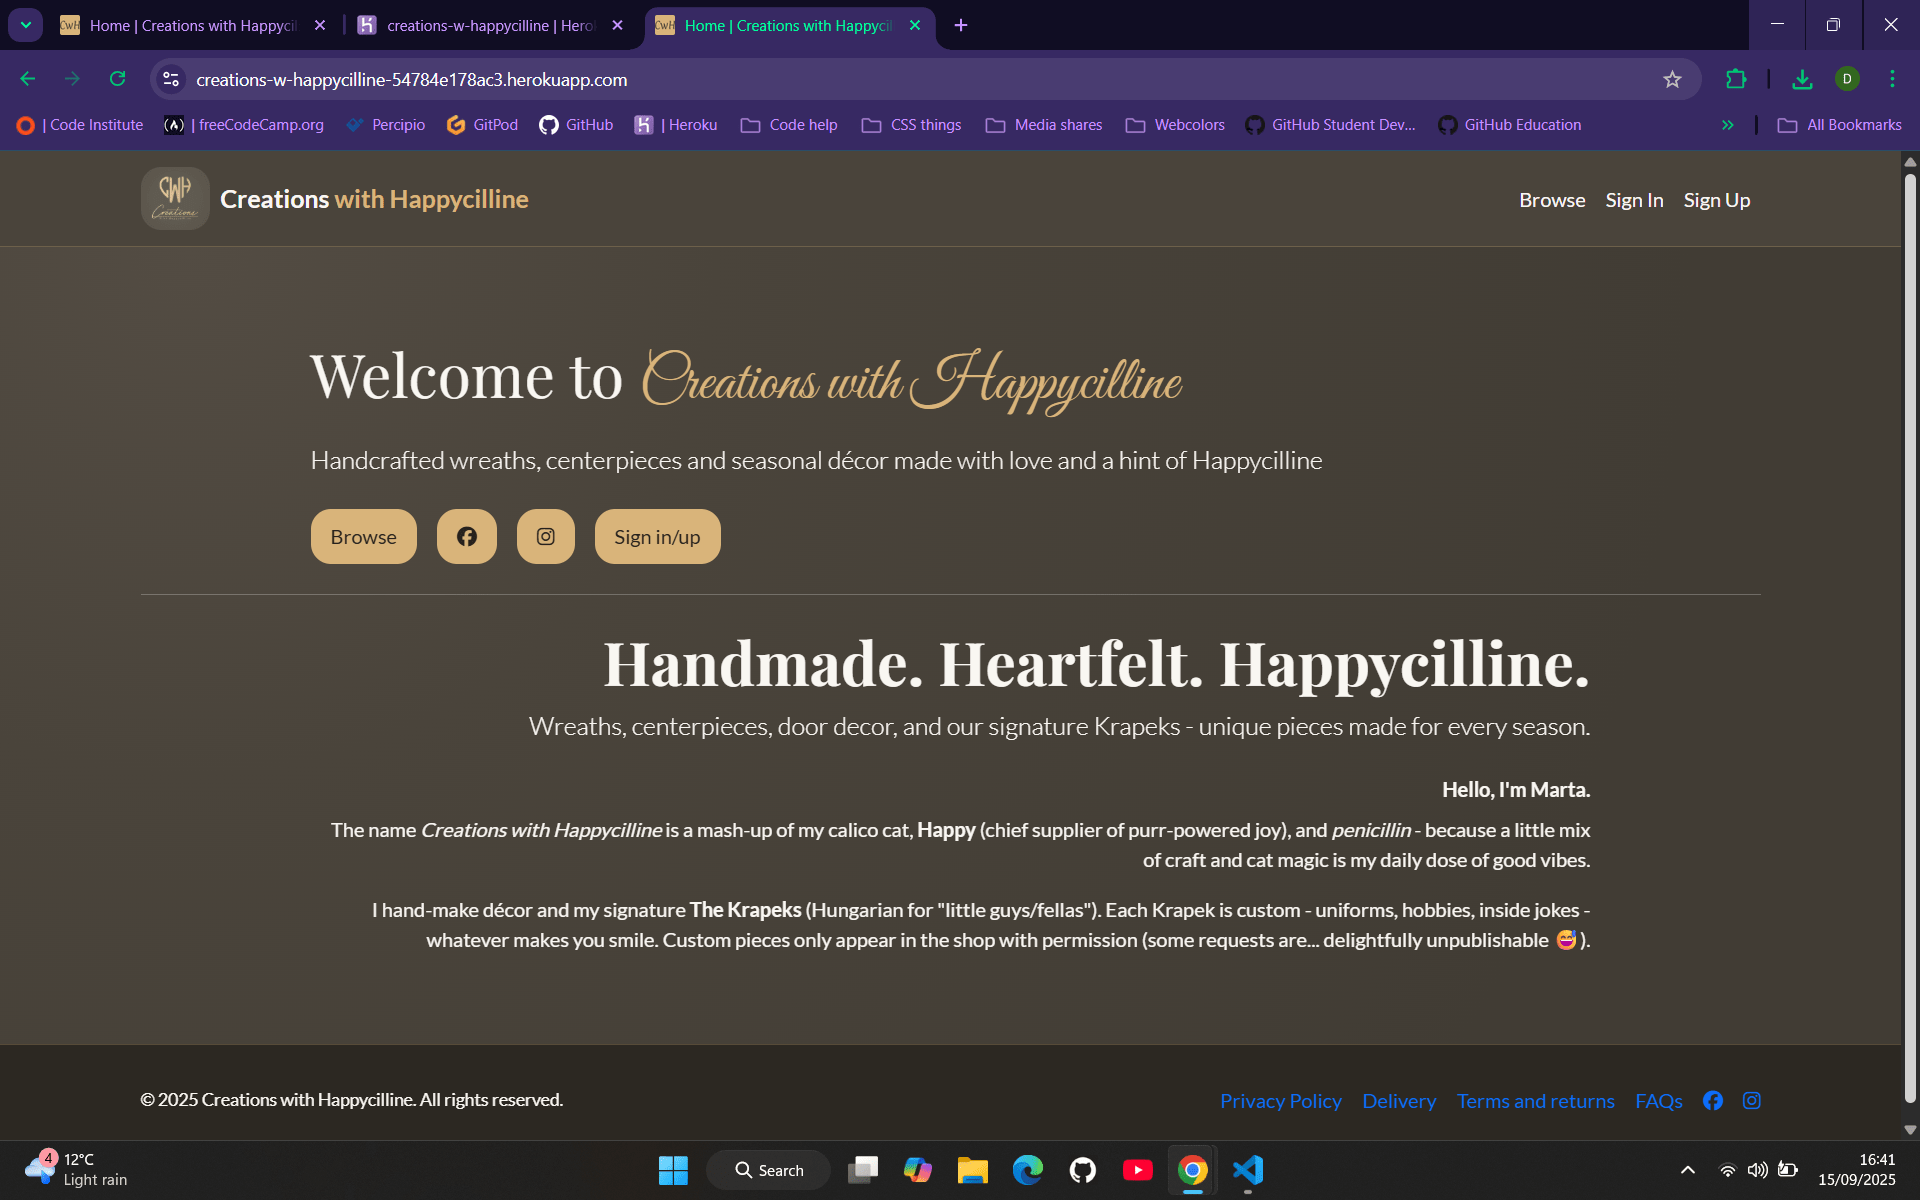 Home | Creations with Happycil
creations-w-happycilline | Hero
Home | Creations with Happycil
creations-w-happycilline-54784e178ac3.herokuapp.com
D
| Code Institute
| freeCodeCamp.org
Percipio
GitPod
GitHub
| Heroku
Code help
CSS things
Media shares
Webcolors
GitHub Student Dev...
GitHub Education
All Bookmarks
CWH
Creations
Creations with Happycilline
Browse
Sign In
Sign Up
Welcome to Creations with Happycilline
Handcrafted wreaths, centerpieces and seasonal décor made with love and a hint of Happycilline
Browse
Sign in/up
Handmade. Heartfelt. Happycilline.
Wreaths, centerpieces, door decor, and our signature Krapeks - unique pieces made for every season.
Hello, I'm Marta.
The name Creations with Happycilline is a mash-up of my calico cat, Happy (chief supplier of purr-powered joy), and penicillin - because a little mix
of craft and cat magic is my daily dose of good vibes.
I hand-make décor and my signature The Krapeks (Hungarian for "little guys/fellas"). Each Krapek is custom - uniforms, hobbies, inside jokes -
whatever makes you smile. Custom pieces only appear in the shop with permission (some requests are... delightfully unpublishable 😅).
© 2025 Creations with Happycilline. All rights reserved.
Privacy Policy
Delivery
Terms and returns
FAQs
4
12°C
Light rain
Search
16:41
15/09/2025